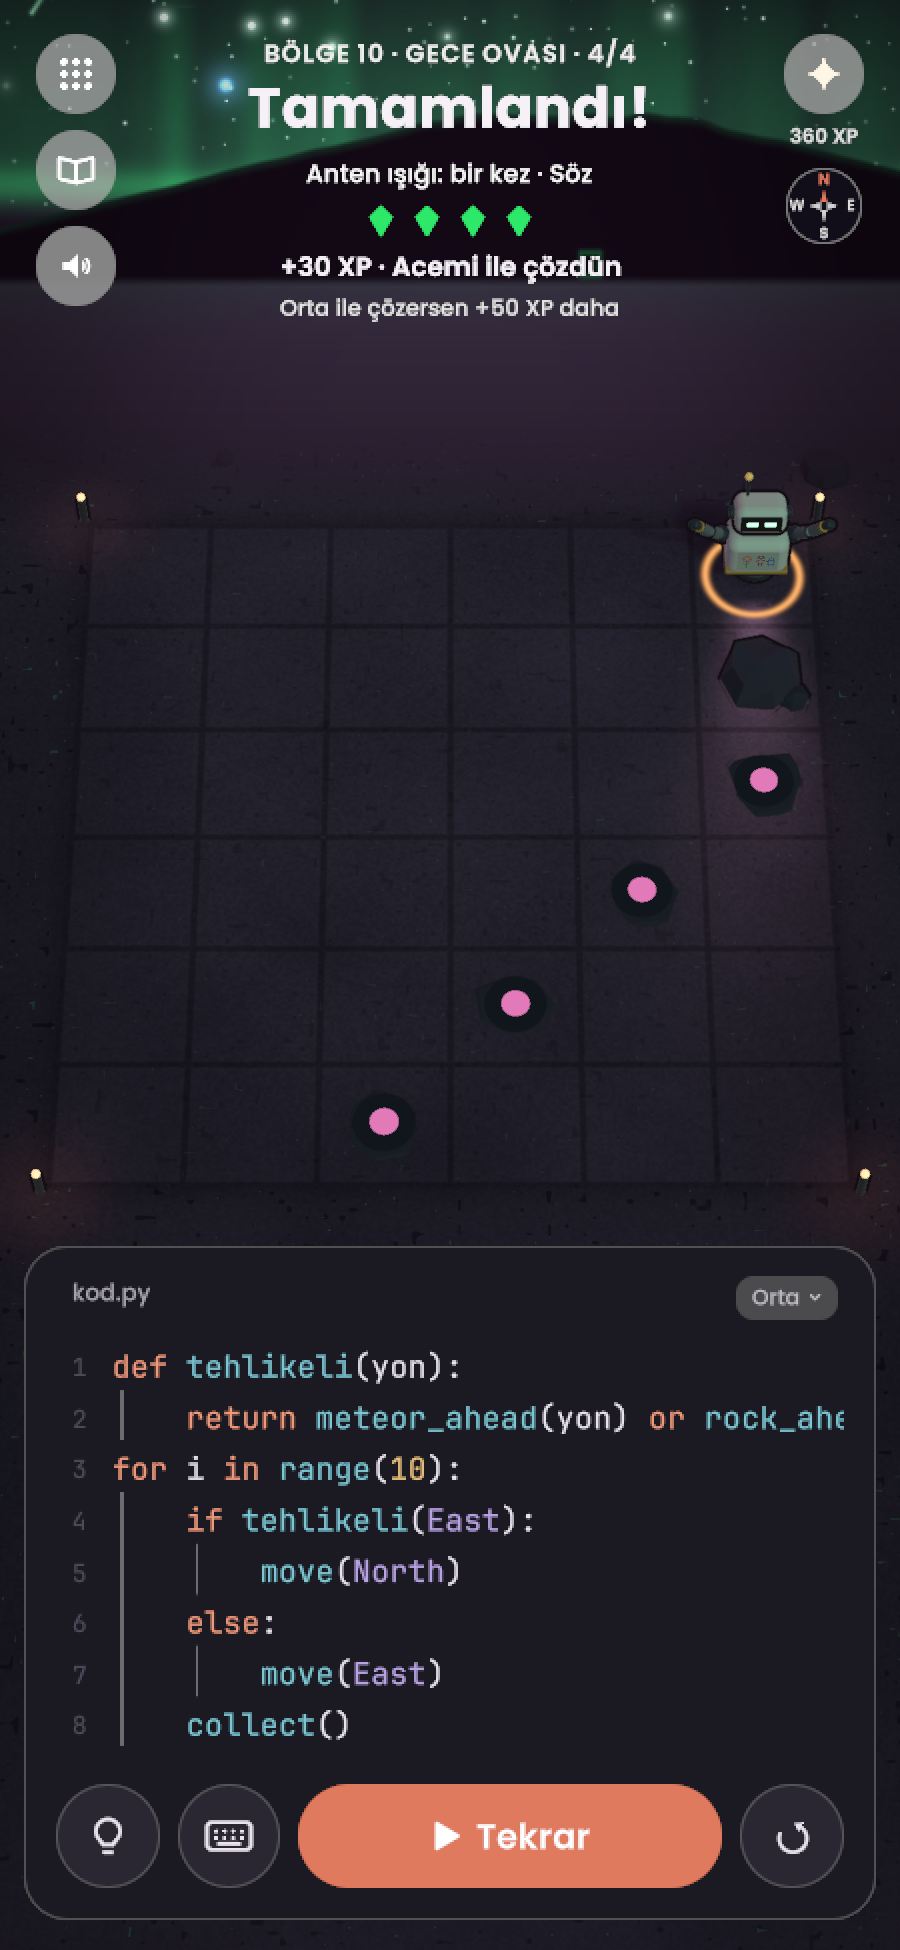 BÖLGE 10 · GECE OVASI · 4/4
Tamamlandı!
360 XP
N
W E
S
Anten ışığı: bir kez · Söz
+30 XP · Acemi ile çözdün
Orta ile çözersen +50 XP daha
kod.py
Orta
1 def tehlikeli(yon):
2 return meteor_ahead(yon) or rock_ahe
3 for i in range(10):
4 if tehlikeli(East):
5 move(North)
6 else:
7 move(East)
8 collect()
Tekrar